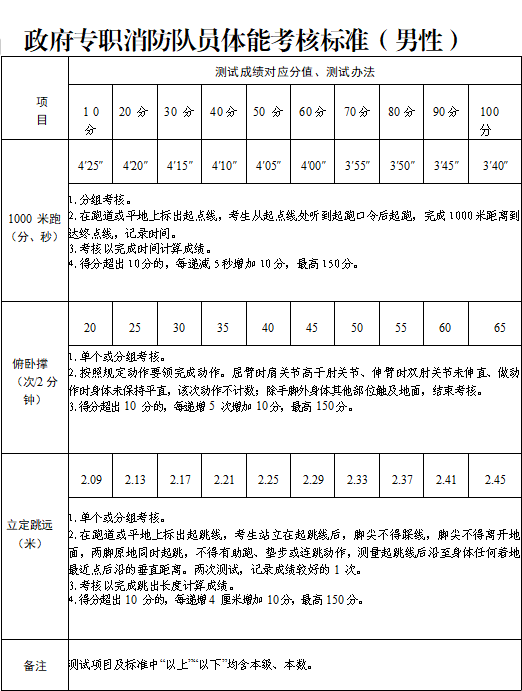 政府专职消防队员体能考核标准（男性）
项
目
测试成绩对应分值、测试办法
10
分
20 分
30 分
40分
50 分
60分
70分
80分
90分
100
分
1000 米跑
（分、秒）
4'25"
4'20"
4'15"
4'10"
4'05"
4'00"
3'55"
3'50"
3'45"
3'40"
1.分组考核。
2.在跑道或平地上标出起点线，考生从起点线处听到起跑口令后起跑，完成1000米距离到
达终点线，记录时间。
3.考核以完成时间计算成绩。
4.得分超出10分的，每递减5秒增加10分，最高150分。
俯卧撑
（次/2 分
钟）
20
25
30
35
40
45
50
55
60
65
1.单个或分组考核。
2.按照规定动作要领完成动作。屈臂时肩关节高于肘关节、伸臂时双肘关节未伸直、做动
作时身体未保持平直，该次动作不计数；除手脚外身体其他部位触及地面，结束考核。
3.得分超出10 分的，每递增5 次增加10分，最高150分。
立定跳远
（米）
2.09
2.13
2.17
2.21
2.25
2.29
2.33
2.37
2.41
2.45
1.单个或分组考核。
2.在跑道或平地上标出起跳线，考生站立在起跳线后，脚尖不得踩线，脚尖不得离开地
面，两脚原地同时起跳，不得有助跑、垫步或连跳动作，测量起跳线后沿至身体任何着地
最近点后沿的垂直距离。两次测试，记录成绩较好的 1 次。
3.考核以完成跳出长度计算成绩。
4.得分超出10 分的，每递增4 厘米增加10分，最高150分。
备注
测试项目及标准中“以上”“以下”均含本级、本数。